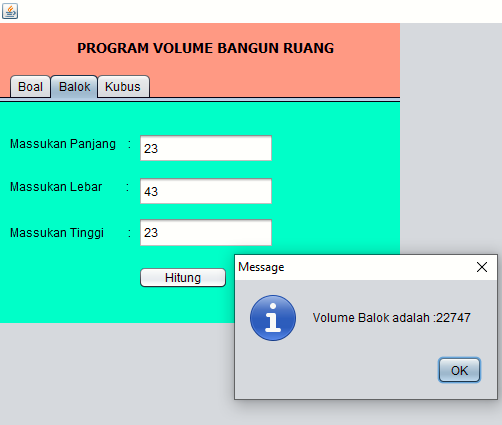 PROGRAM VOLUME BANGUN RUANG
Boal Balok Kubus
Massukan Panjang : 23
Massukan Lebar : 43
Massukan Tinggi : 23
Hitung
Message
Volume Balok adalah :22747
OK